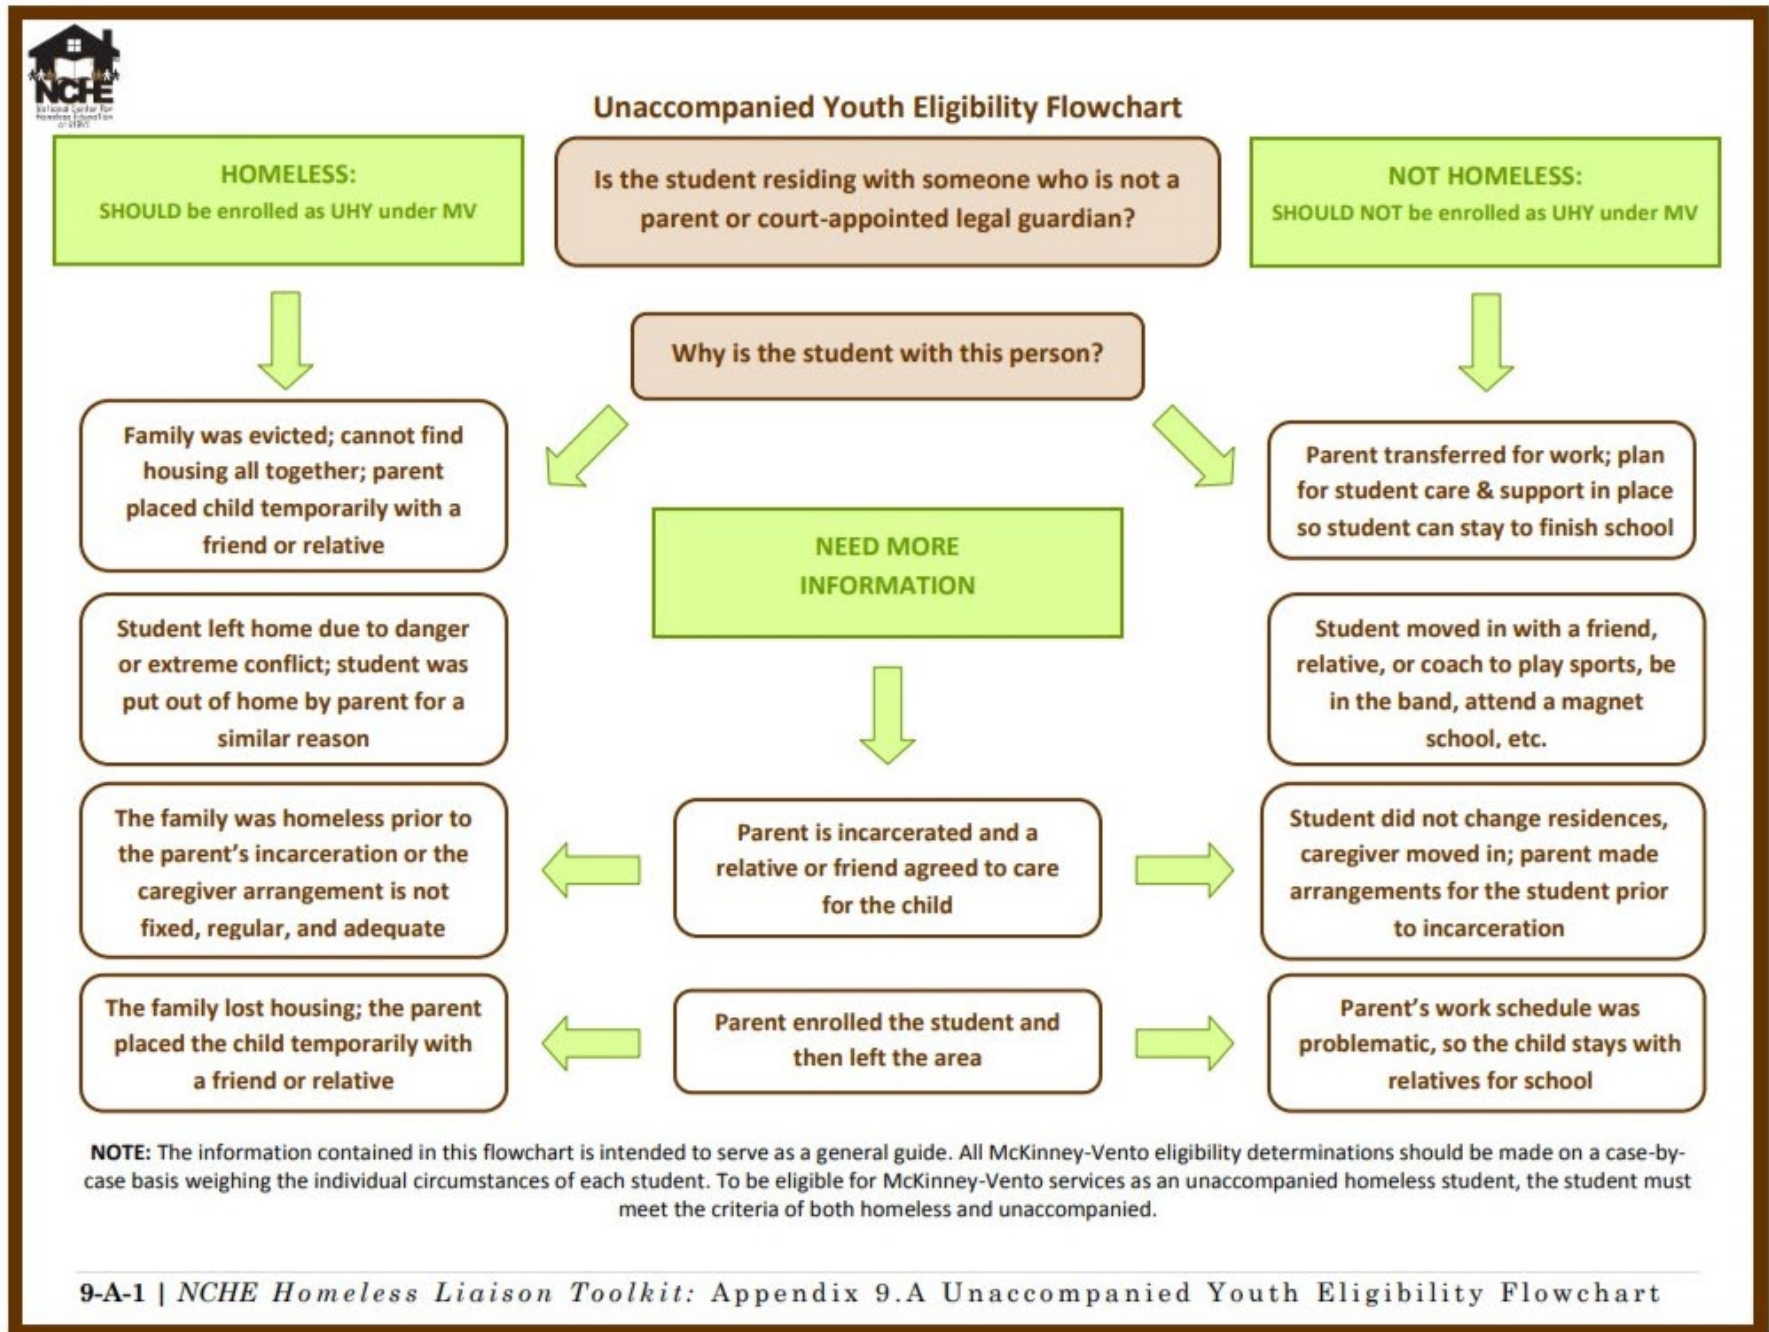 NCHE
National Center for
Homeless Education
at SERVE
Unaccompanied Youth Eligibility Flowchart
HOMELESS:
SHOULD be enrolled as UHY under MV
Is the student residing with someone who is not a
parent or court-appointed legal guardian?
NOT HOMELESS:
SHOULD NOT be enrolled as UHY under MV
Why is the student with this person?
Family was evicted; cannot find
housing all together; parent
placed child temporarily with a
friend or relative
Parent transferred for work; plan
for student care & support in place
so student can stay to finish school
NEED MORE
INFORMATION
Student left home due to danger
or extreme conflict; student was
put out of home by parent for a
similar reason
Student moved in with a friend,
relative, or coach to play sports, be
in the band, attend a magnet
school, etc.
The family was homeless prior to
the parent's incarceration or the
caregiver arrangement is not
fixed, regular, and adequate
Parent is incarcerated and a
relative or friend agreed to care
for the child
Student did not change residences,
caregiver moved in; parent made
arrangements for the student prior
to incarceration
The family lost housing; the parent
placed the child temporarily with
a friend or relative
Parent enrolled the student and
then left the area
Parent's work schedule was
problematic, so the child stays with
relatives for school
NOTE: The information contained in this flowchart is intended to serve as a general guide. All McKinney-Vento eligibility determinations should be made on a case-by-
case basis weighing the individual circumstances of each student. To be eligible for McKinney-Vento services as an unaccompanied homeless student, the student must
meet the criteria of both homeless and unaccompanied.
9-A-1 | NCHE Homeless Liaison Toolkit: Appendix 9.A Unaccompanied Youth Eligibility Flowchart